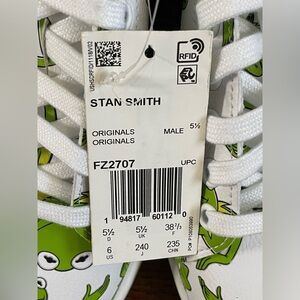 RFID
STAN SMITH
ORIGINALS MALE 5½
ORIGINALS
FZ2707 UPC
1 94817 60112 0
5½ 5½ 38⅔
D UK F
6 240 235
US J CHN